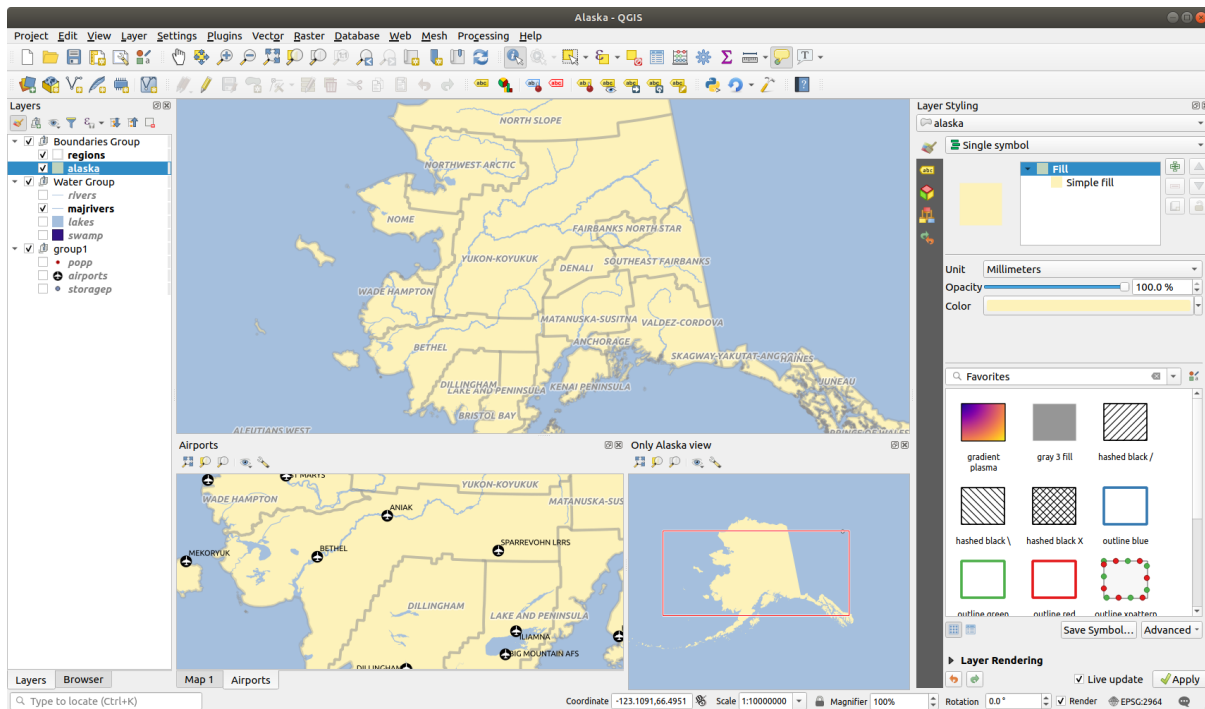 Alaska - QGIS
Project Edit View Layer Settings Plugins Vector Raster Database Web Mesh Processing Help
Layers
Boundaries Group
regions
alaska
Water Group
rivers
majrivers
lakes
swamp
group1
popp
airports
storagep
Layers Browser
NORTH SLOPE
NORTHWEST ARCTIC
NOME
FAIRBANKS NORTH STAR
YUKON-KOYUKUK
SOUTHEAST FAIRBANKS
DENALI
WADE HAMPTON
MATANUSKA-SUSITNA
VALDEZ-CORDOVA
BETHEL
ANCHORAGE
SKAGWAY-YAKUTAT-ANGOON
HAINES
JUNEAU
DILLINGHAM
LAKE AND PENINSULA
KENAI PENINSULA
BRISTOL BAY
ALEUTIANS WEST
Airports
ST MARYS
YUKON-KOYUKUK
WADE HAMPTON
MATANUSKA-SUS
ANIAK
BETHEL
SPARREVOHN LRRS
MEKORYUK
DILLINGHAM
LAKE AND PENINSULA
ILIAMNA
BIG MOUNTAIN AFS
DILLINGHAM
Map 1 Airports
Only Alaska view
Layer Styling
alaska
Single symbol
Fill
Simple fill
Unit Millimeters
Opacity 100.0 %
Color
Favorites
gradient plasma
gray 3 fill
hashed black /
hashed black \
hashed black X
outline blue
outline green
outline red
outline xpattern
Save Symbol... Advanced
Layer Rendering
Live update Apply
Type to locate (Ctrl+K)
Coordinate -123.1091,66.4951 Scale 1:10000000 Magnifier 100% Rotation 0.0° Render EPSG:2964